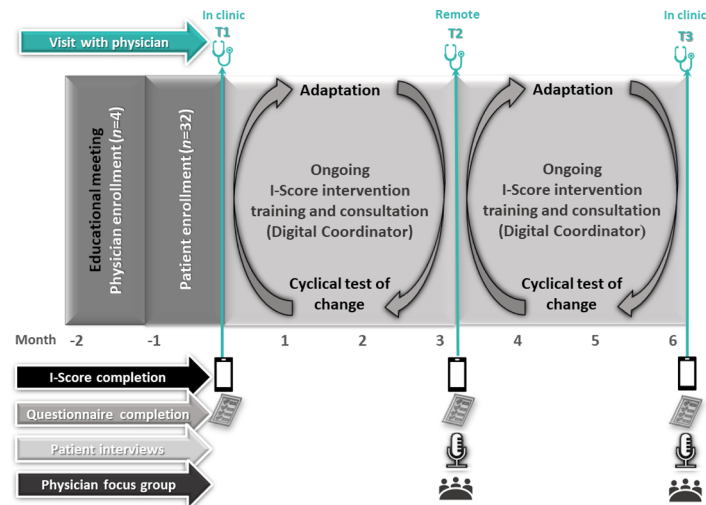 In clinic
T1
Remote
T2
In clinic
T3
Visit with physician
Educational meeting
Physician enrollment (n=4)
Patient enrollment (n=32)
Adaptation
Ongoing
I-Score intervention
training and consultation
(Digital Coordinator)
Cyclical test of
change
Adaptation
Ongoing
I-Score intervention
training and consultation
(Digital Coordinator)
Cyclical test of
change
Month -2 -1 1 2 3 4 5 6
I-Score completion
Questionnaire completion
Patient interviews
Physician focus group